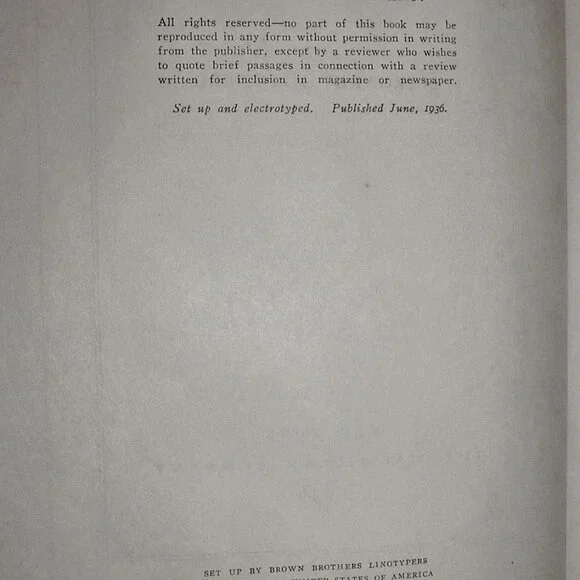 All rights reserved—no part of this book may be
reproduced in any form without permission in writing
from the publisher, except by a reviewer who wishes
to quote brief passages in connection with a review
written for inclusion in magazine or newspaper.
Set up and electrotyped. Published June, 1936.
SET UP BY BROWN BROTHERS LINOTYPERS
UNITED STATES OF AMERICA